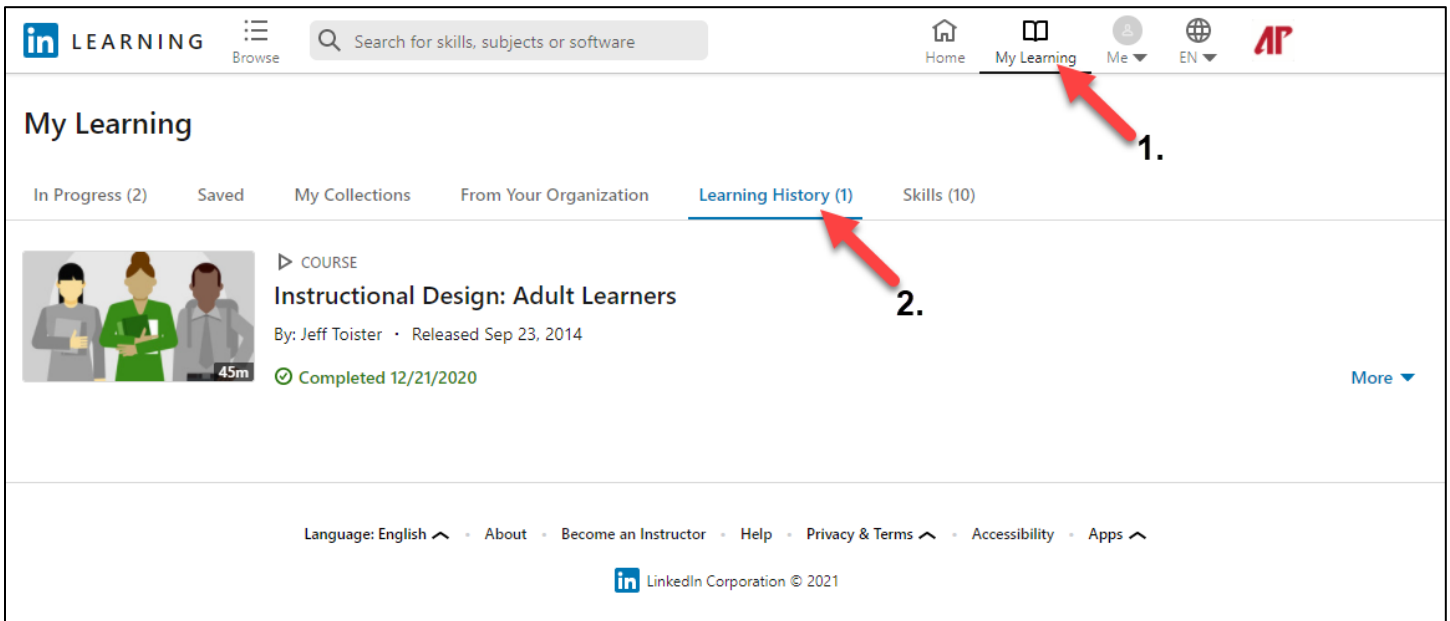 in LEARNING
Browse
Search for skills, subjects or software
Home
My Learning
Me
EN
AP
1.
My Learning
In Progress (2) Saved My Collections From Your Organization Learning History (1) Skills (10)
2.
COURSE
Instructional Design: Adult Learners
By: Jeff Toister · Released Sep 23, 2014
45m
Completed 12/21/2020
More
Language: English · About · Become an Instructor · Help · Privacy & Terms · Accessibility · Apps
in LinkedIn Corporation © 2021